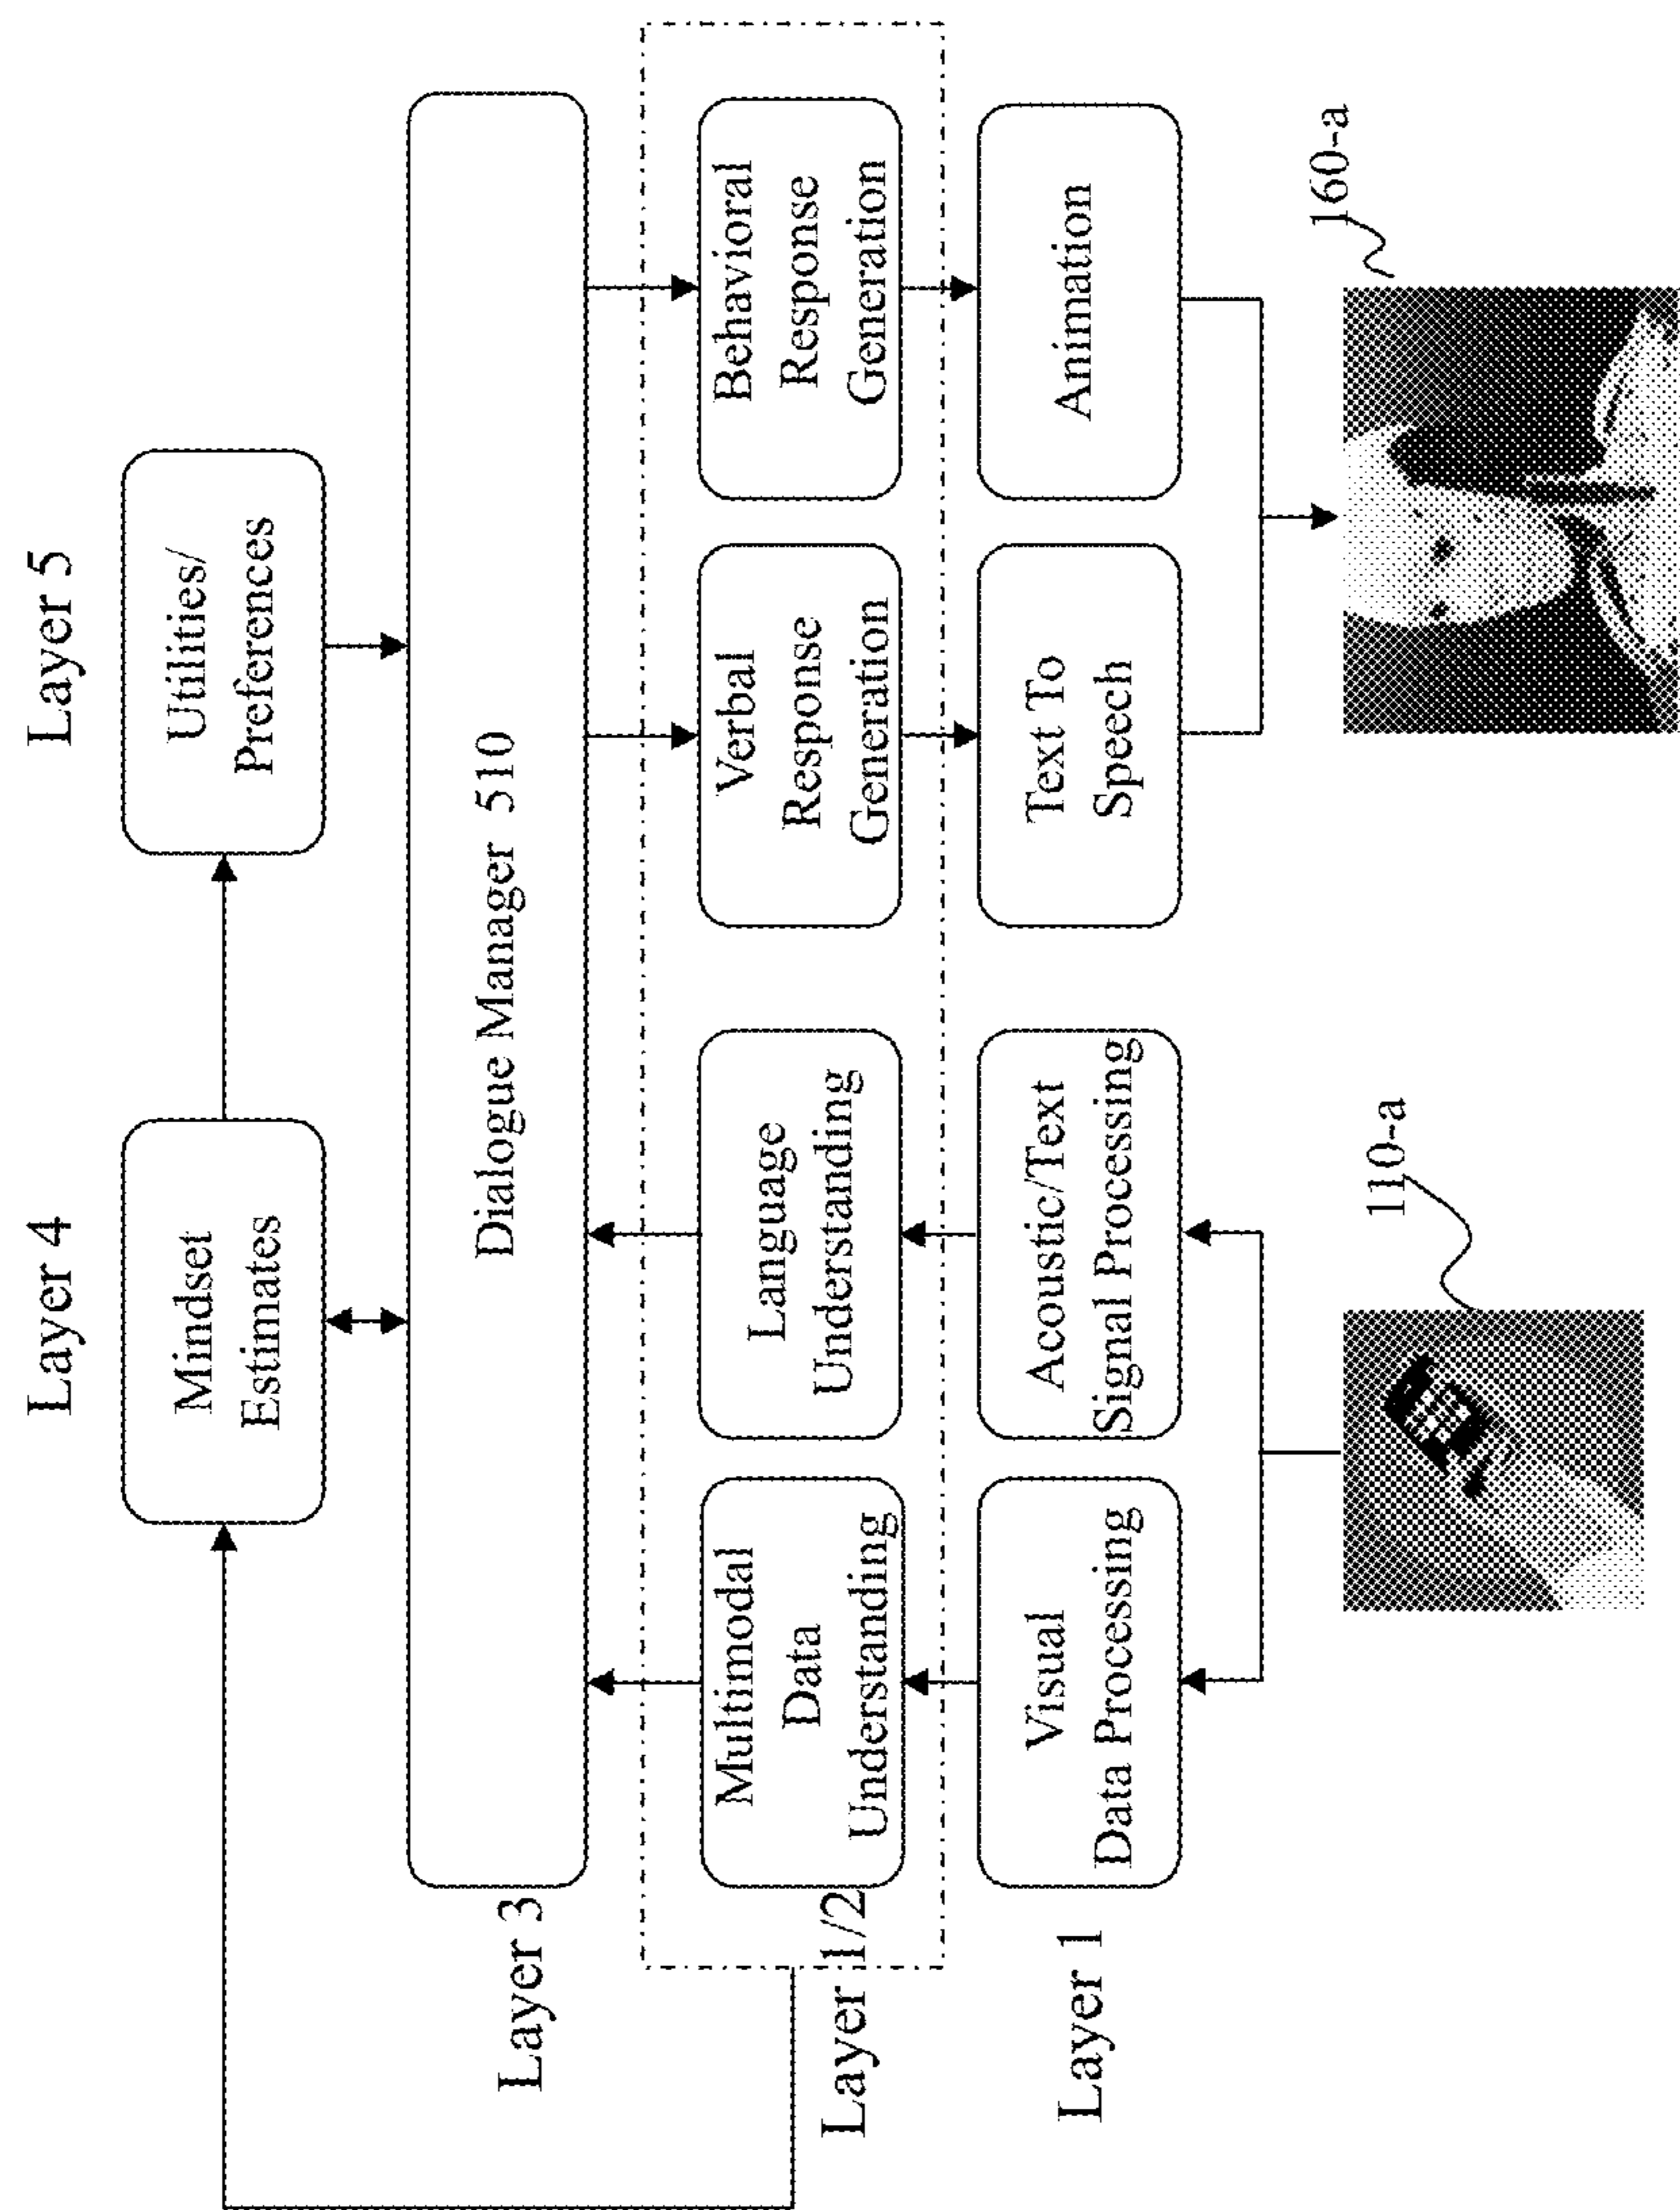 Layer 4
Layer 5
Mindset
Estimates
Utilities/
Preferences
Dialogue Manager 510
Layer 3
Multimodal
Data
Understanding
Language
Understanding
Verbal
Response
Generation
Behavioral
Response
Generation
Layer 1/2
Visual
Data Processing
Acoustic/Text
Signal Processing
Text To
Speech
Animation
Layer 1
110-a
160-a